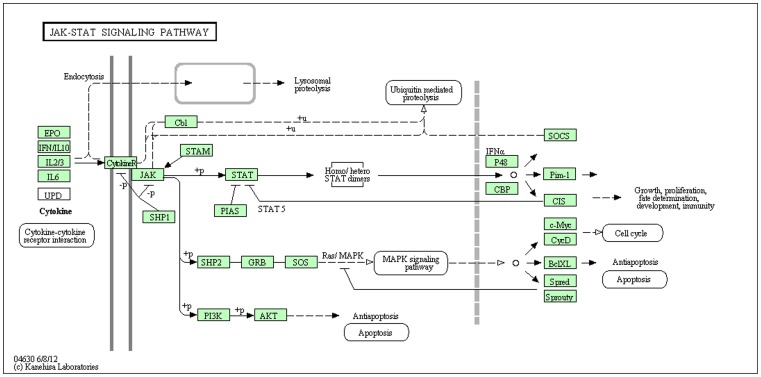 JAK-STAT SIGNALING PATHWAY
Endocytosis
Lysosomal
proteolysis
Ubiquitin mediated
proteolysis
Cbl
+u
+u
EPO
IFN/IL10
IL2/3
IL6
UPD
Cytokine
Cytokine-cytokine
receptor interaction
CytokineR
JAK
STAM
-p
-p
SHP1
+p
STAT
PIAS
STAT 5
Homo/ hetero
STAT dimers
IFNα
P48
CBP
SOCS
Pim-1
CIS
Growth, proliferation,
fate determination,
development, immunity
c-Myc
CycD
Cell cycle
+p
SHP2
GRB
SOS
Ras/ MAPK
MAPK signaling
pathway
BclXL
Antiapoptosis
Apoptosis
Spred
Sprouty
+p
PI3K
+p
AKT
Antiapoptosis
Apoptosis
04630 6/8/12
(c) Kanehisa Laboratories